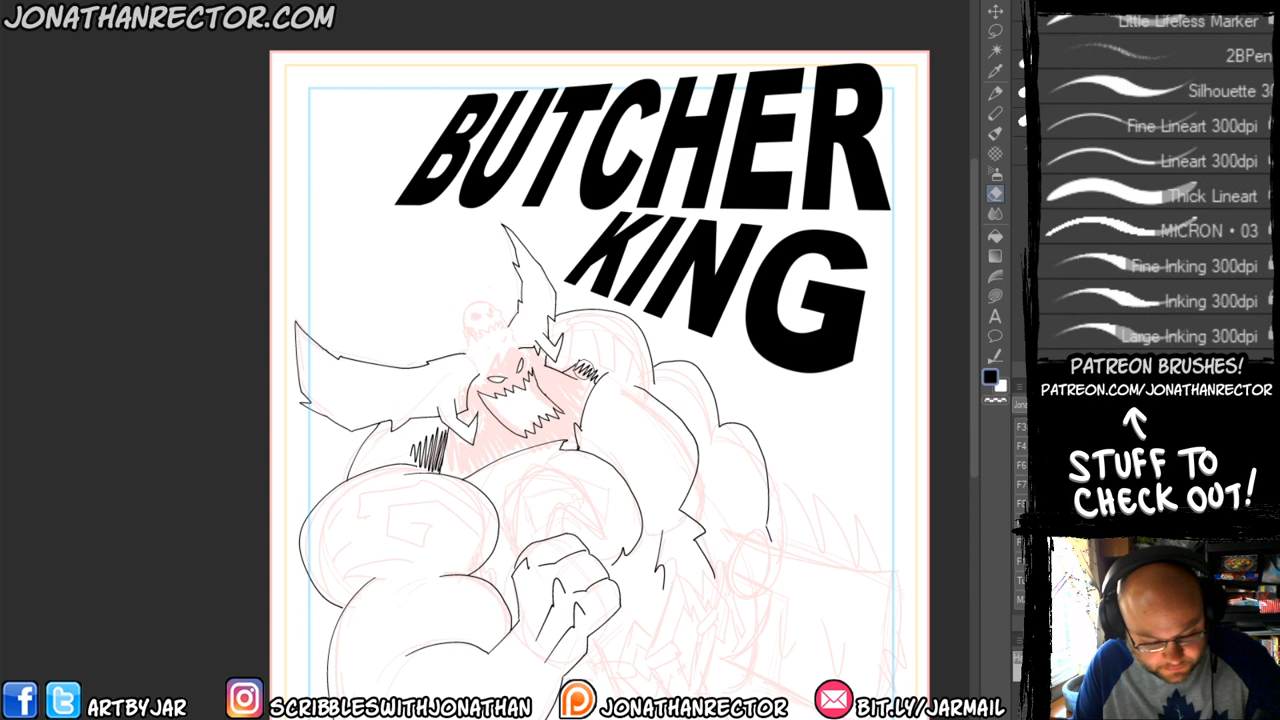 JONATHANRECTOR.COM
BUTCHER
KING
Little Lifeless Marker
2BPen
Silhouette 30
Fine Lineart 300dpi
Lineart 300dpi
Thick Lineart
MICRON • 03
Fine Inking 300dpi
Inking 300dpi
Large Inking 300dpi
PATREON BRUSHES!
PATREON.COM/JONATHANRECTOR
STUFF TO
CHECK OUT!
ARTBYJAR
SCRIBBLESWITHJONATHAN
JONATHANRECTOR
BIT.LY/JARMAIL